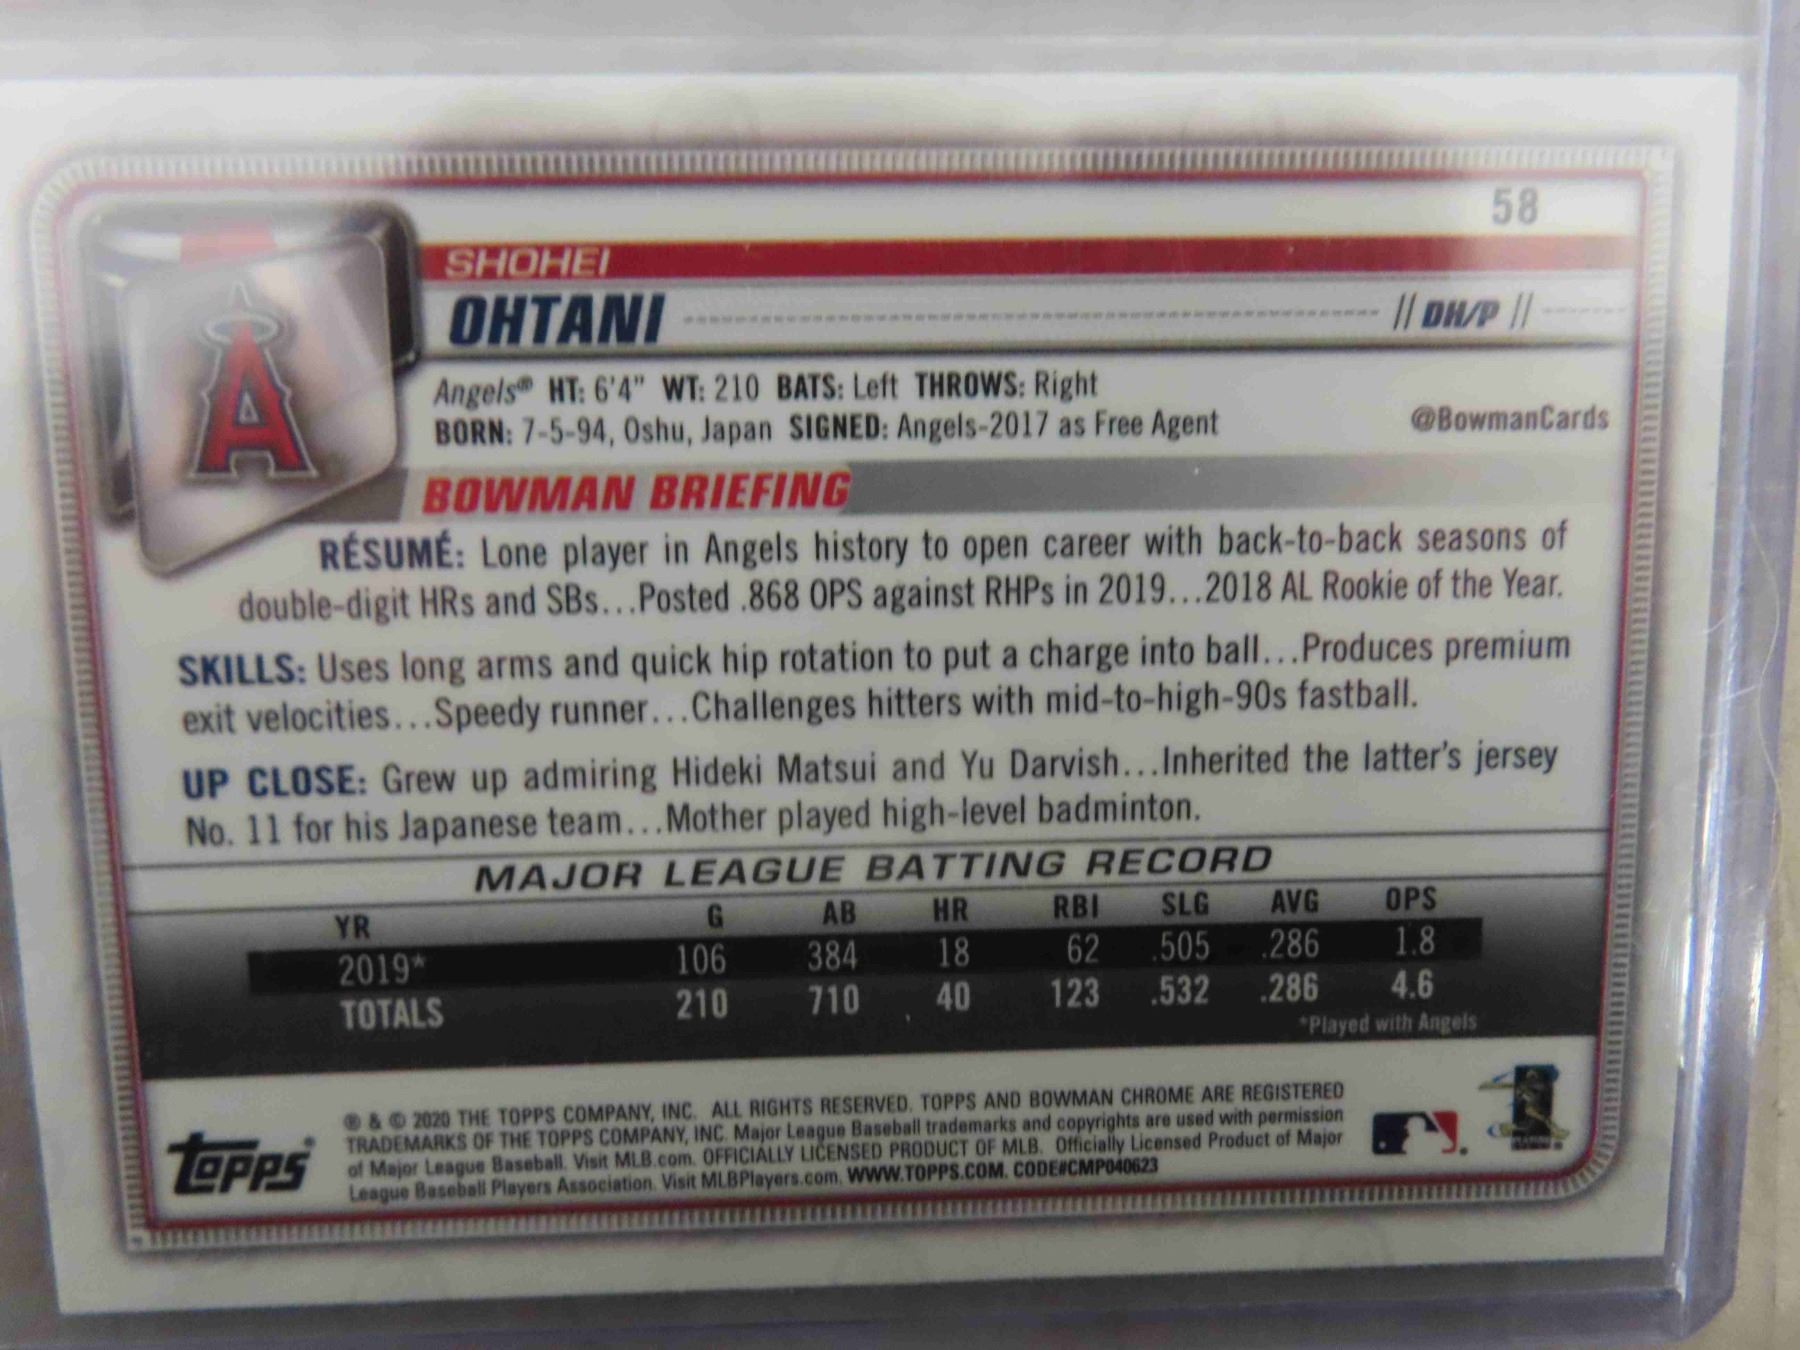 58
SHOHEI
OHTANI // DH/P //
Angels® HT: 6'4" WT: 210 BATS: Left THROWS: Right
BORN: 7-5-94, Oshu, Japan SIGNED: Angels-2017 as Free Agent @BowmanCards
A
BOWMAN BRIEFING
RÉSUMÉ: Lone player in Angels history to open career with back-to-back seasons of
double-digit HRs and SBs...Posted .868 OPS against RHPs in 2019...2018 AL Rookie of the Year.
SKILLS: Uses long arms and quick hip rotation to put a charge into ball...Produces premium
exit velocities...Speedy runner...Challenges hitters with mid-to-high-90s fastball.
UP CLOSE: Grew up admiring Hideki Matsui and Yu Darvish...Inherited the latter's jersey
No. 11 for his Japanese team...Mother played high-level badminton.
MAJOR LEAGUE BATTING RECORD
YR G AB HR RBI SLG AVG OPS
2019* 106 384 18 62 .505 .286 1.8
TOTALS 210 710 40 123 .532 .286 4.6
*Played with Angels
® & © 2020 THE TOPPS COMPANY, INC. ALL RIGHTS RESERVED. TOPPS AND BOWMAN CHROME ARE REGISTERED
TRADEMARKS OF THE TOPPS COMPANY, INC. Major League Baseball trademarks and copyrights are used with permission
of Major League Baseball. Visit MLB.com. OFFICIALLY LICENSED PRODUCT OF MLB. Officially Licensed Product of Major
League Baseball Players Association. Visit MLBPlayers.com. WWW.TOPPS.COM. CODE#CMP040623
topps®